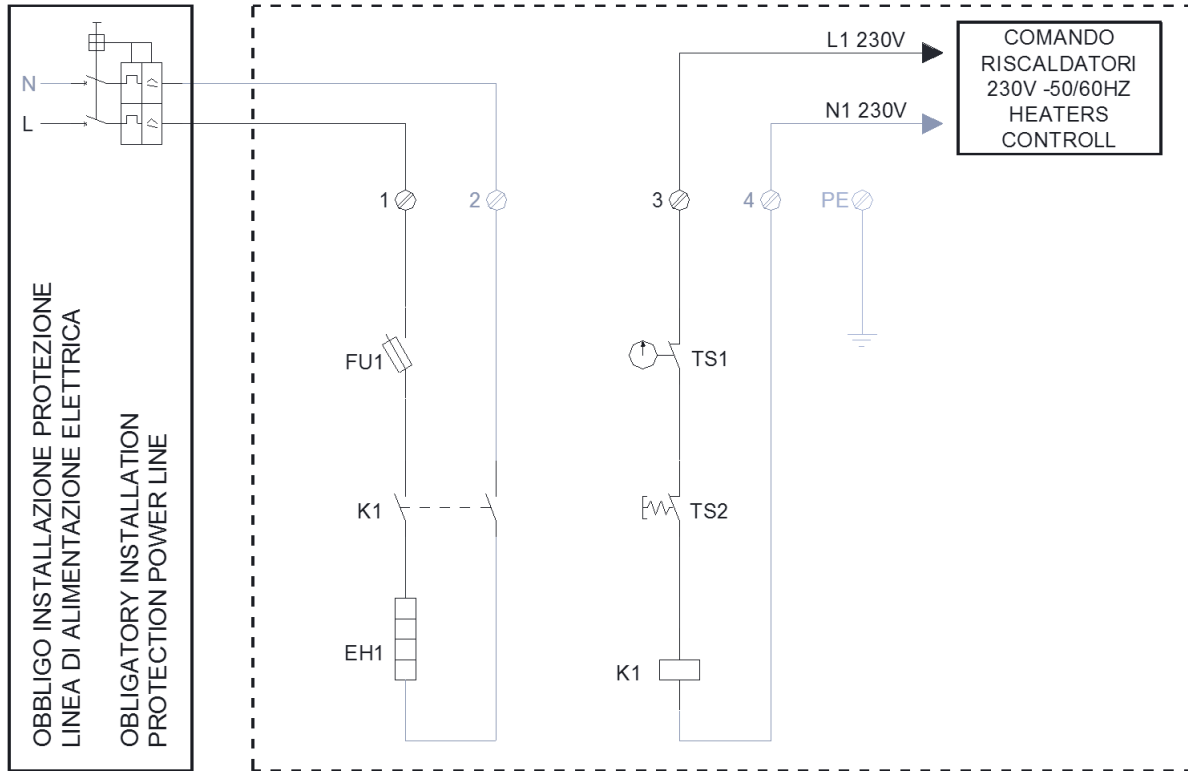 OBBLIGO INSTALLAZIONE PROTEZIONE
LINEA DI ALIMENTAZIONE ELETTRICA
OBLIGATORY INSTALLATION
PROTECTION POWER LINE
N
L
1
2
3
4
PE
L1 230V
N1 230V
COMANDO
RISCALDATORI
230V -50/60HZ
HEATERS
CONTROLL
FU1
TS1
K1
TS2
EH1
K1